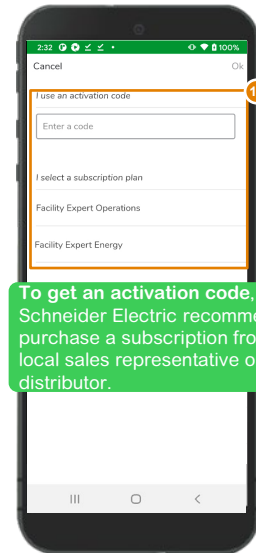 2:32
100%
Cancel
Ok
1
I use an activation code
Enter a code
I select a subscription plan
Facility Expert Operations
Facility Expert Energy
To get an activation code,
Schneider Electric recomme
purchase a subscription fro
local sales representative o
distributor.